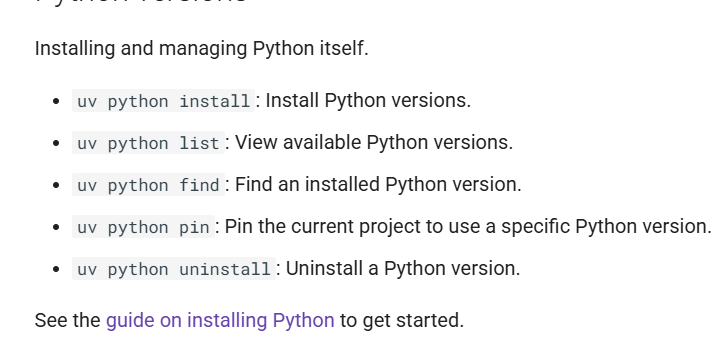 Python versions
Installing and managing Python itself.
uv python install: Install Python versions.
uv python list: View available Python versions.
uv python find: Find an installed Python version.
uv python pin: Pin the current project to use a specific Python version.
uv python uninstall: Uninstall a Python version.
See the guide on installing Python to get started.